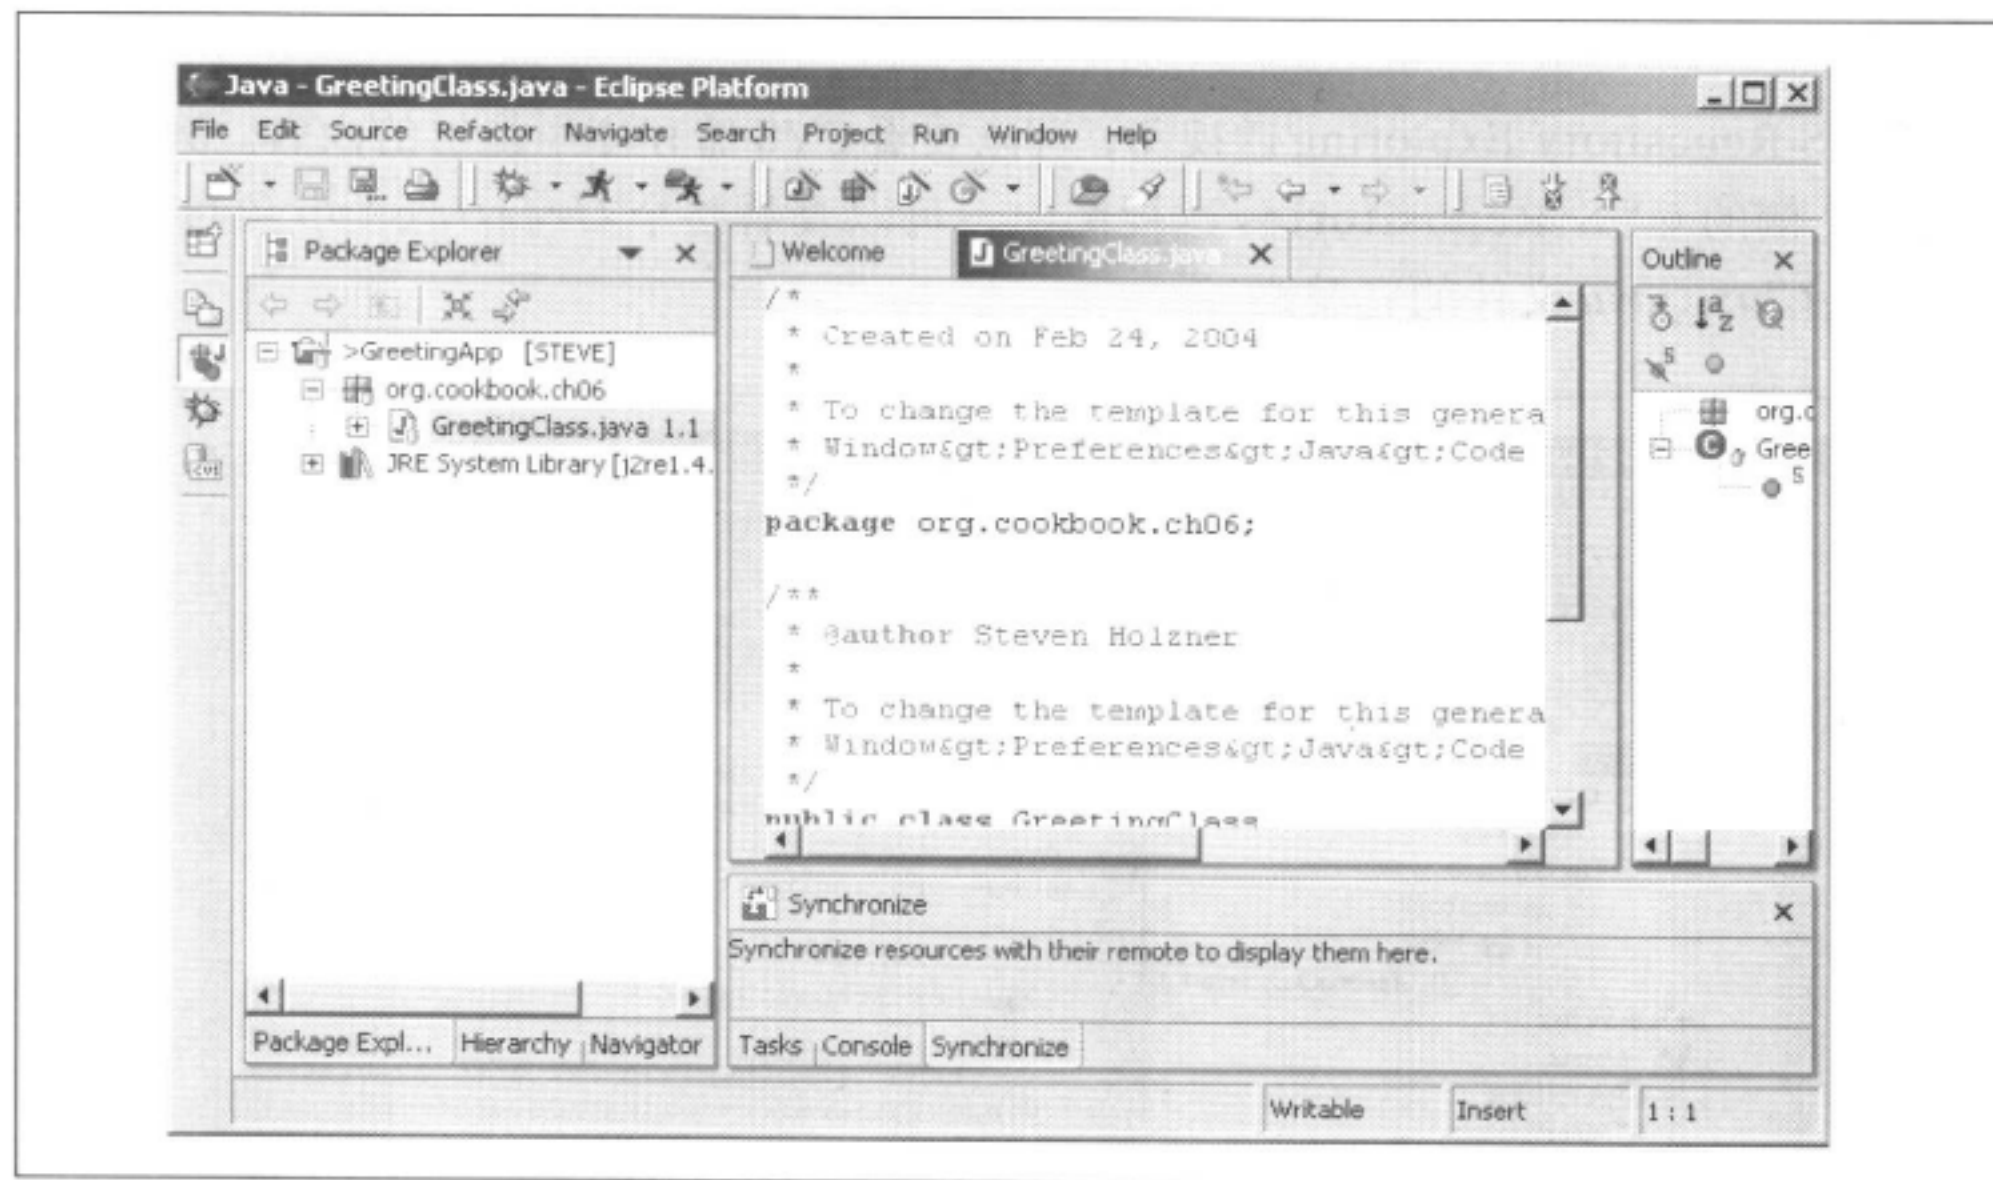 Java - GreetingClass.java - Eclipse Platform
File Edit Source Refactor Navigate Search Project Run Window Help
Package Explorer
>GreetingApp [STEVE]
org.cookbook.ch06
GreetingClass.java 1.1
JRE System Library [j2re1.4.
Package Expl... Hierarchy Navigator
Welcome GreetingClass.java
/*
* Created on Feb 24, 2004
*
* To change the template for this genera
* Window&gt;Preferences&gt;Java&gt;Code
*/
package org.cookbook.ch06;
/**
* @author Steven Holzner
*
* To change the template for this genera
* Window&gt;Preferences&gt;Java&gt;Code
*/
public class GreetingClass
Outline
org.c
Gree
S
Synchronize
Synchronize resources with their remote to display them here.
Tasks Console Synchronize
Writable Insert 1 : 1